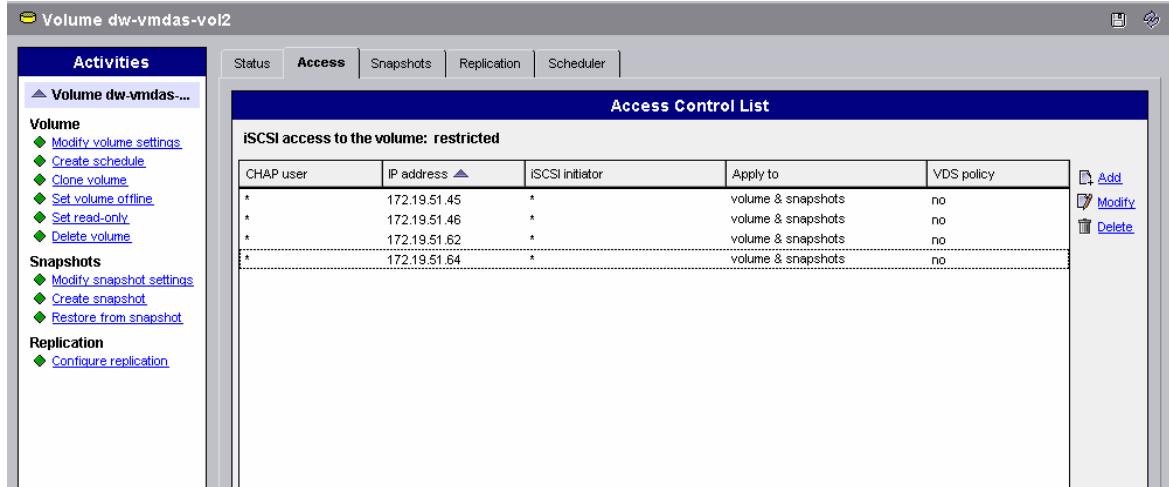 Volume dw-vmdas-vol2
Activities
Volume dw-vmdas-...
Volume
Modify volume settings
Create schedule
Clone volume
Set volume offline
Set read-only
Delete volume
Snapshots
Modify snapshot settings
Create snapshot
Restore from snapshot
Replication
Configure replication
Status Access Snapshots Replication Scheduler
Access Control List
iSCSI access to the volume: restricted
CHAP user IP address iSCSI initiator Apply to VDS policy
* 172.19.51.45 * volume & snapshots no
* 172.19.51.46 * volume & snapshots no
* 172.19.51.62 * volume & snapshots no
* 172.19.51.64 * volume & snapshots no
Add
Modify
Delete